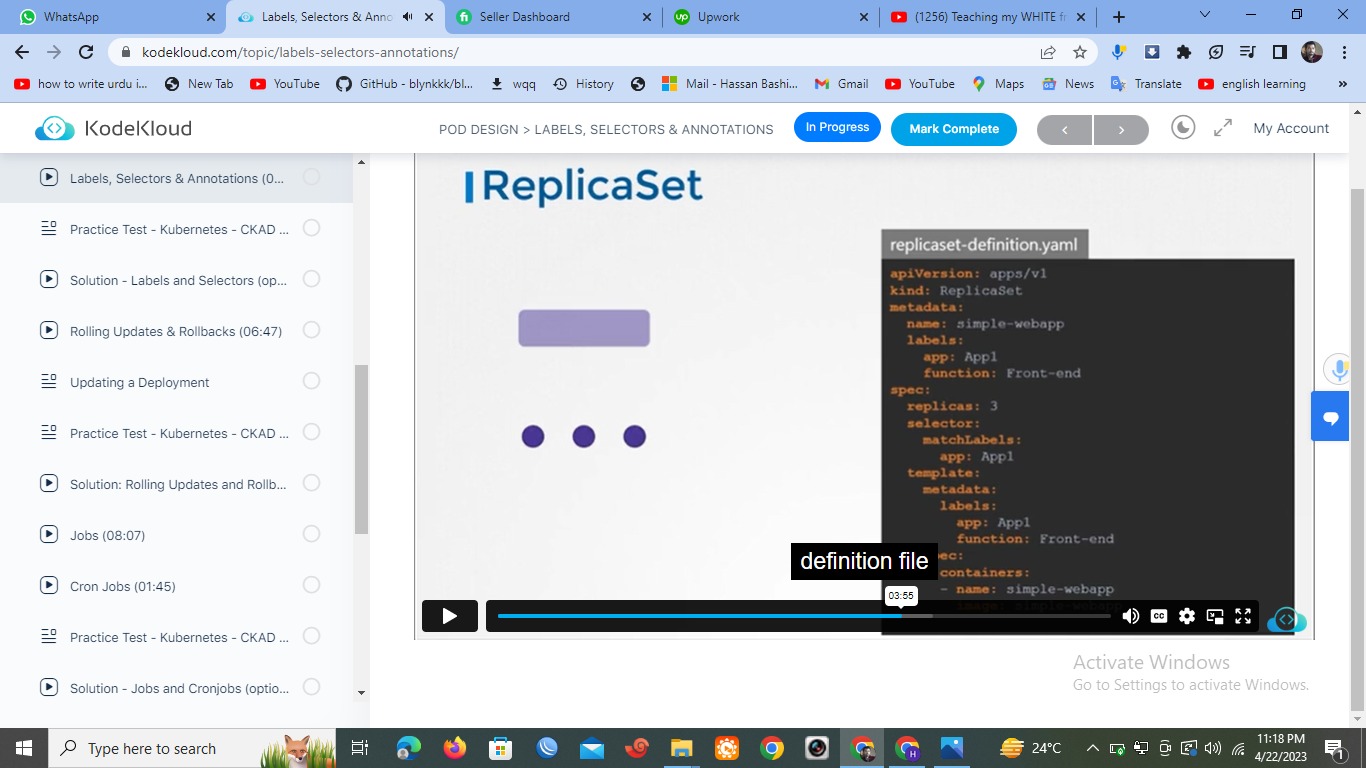 WhatsApp
Labels, Selectors & Anno
Seller Dashboard
Upwork
(1256) Teaching my WHITE fr
kodekloud.com/topic/labels-selectors-annotations/
how to write urdu i...
New Tab
YouTube
GitHub - blynkkk/bl...
wqq
History
Mail - Hassan Bashi...
Gmail
YouTube
Maps
News
Translate
english learning
»
KodeKloud
POD DESIGN > LABELS, SELECTORS & ANNOTATIONS
In Progress
Mark Complete
<
>
My Account
Labels, Selectors & Annotations (0...
Practice Test - Kubernetes - CKAD ...
Solution - Labels and Selectors (op...
Rolling Updates & Rollbacks (06:47)
Updating a Deployment
Practice Test - Kubernetes - CKAD ...
Solution: Rolling Updates and Rollb...
Jobs (08:07)
Cron Jobs (01:45)
Practice Test - Kubernetes - CKAD ...
Solution - Jobs and Cronjobs (optio...
ReplicaSet
replicaset-definition.yaml
apiVersion: apps/v1
kind: ReplicaSet
metadata:
name: simple-webapp
labels:
app: App1
function: Front-end
spec:
replicas: 3
selector:
matchLabels:
app: App1
template:
metadata:
labels:
app: App1
function: Front-end
containers:
- name: simple-webapp
image: simple-webapp
definition file
03:55
CC
Activate Windows
Go to Settings to activate Windows.
Type here to search
24°C
11:18 PM
4/22/2023
1